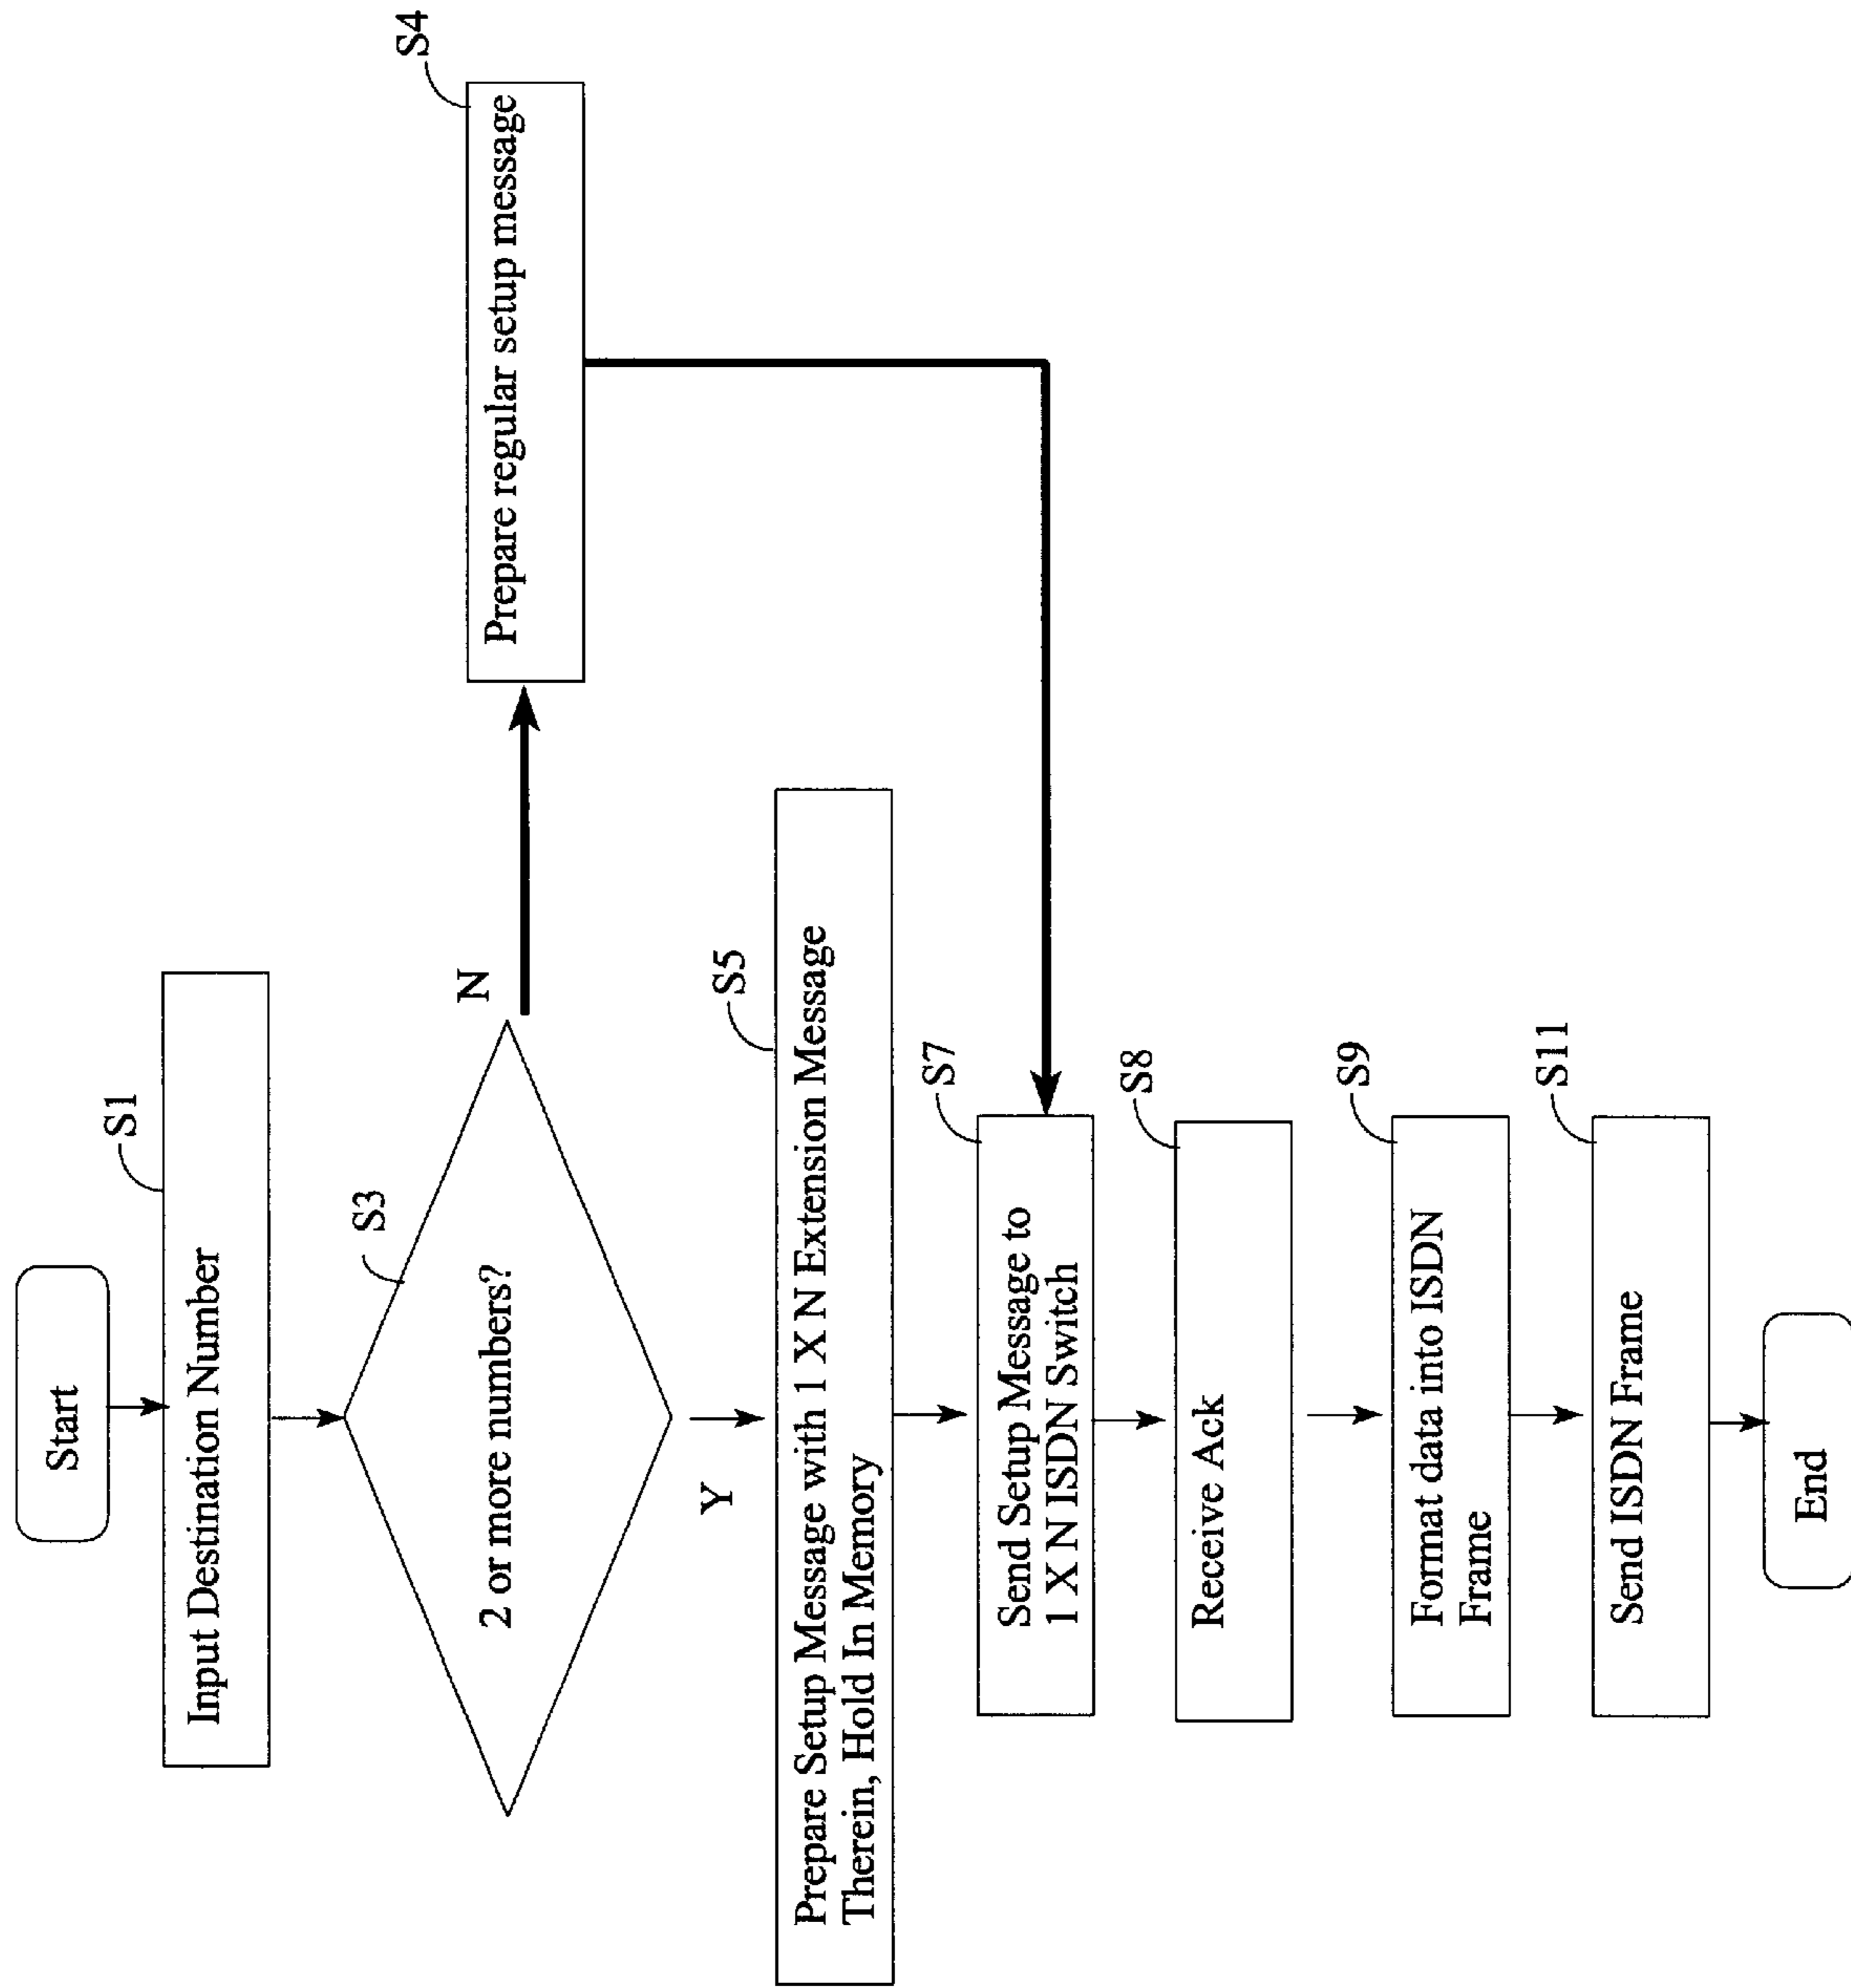 Start
S1
Input Destination Number
S3
2 or more numbers?
N
S4
Prepare regular setup message
Y
S5
Prepare Setup Message with 1 X N Extension Message
Therein, Hold In Memory
S7
Send Setup Message to
1 X N ISDN Switch
S8
Receive Ack
S9
Format data into ISDN
Frame
S11
Send ISDN Frame
End